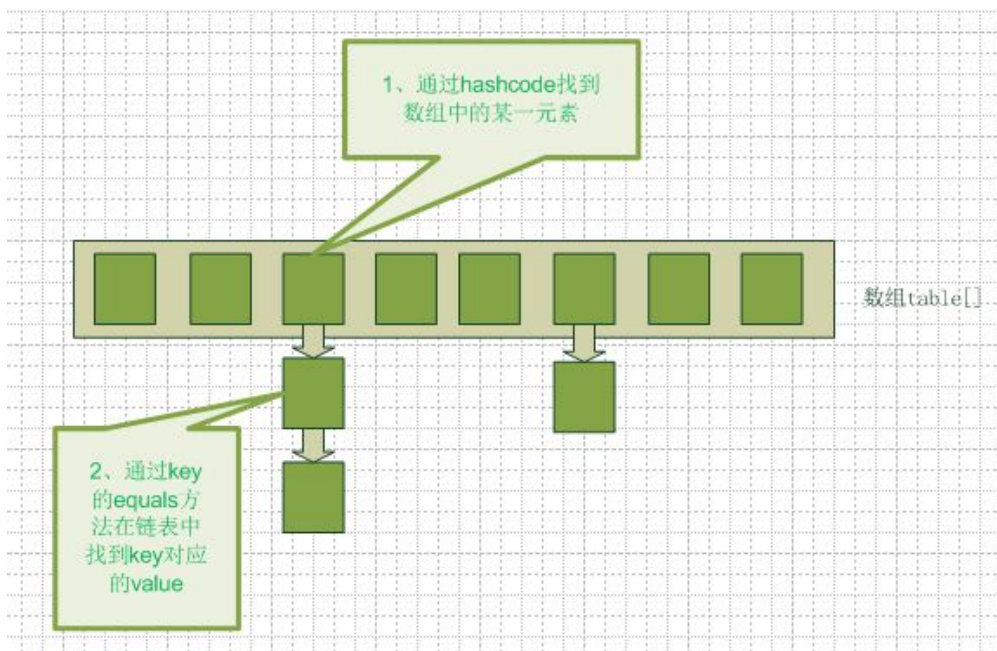 1、通过hashcode找到
数组中的某一元素
数组table[]
2、通过key
的equals方
法在链表中
找到key对应
的value